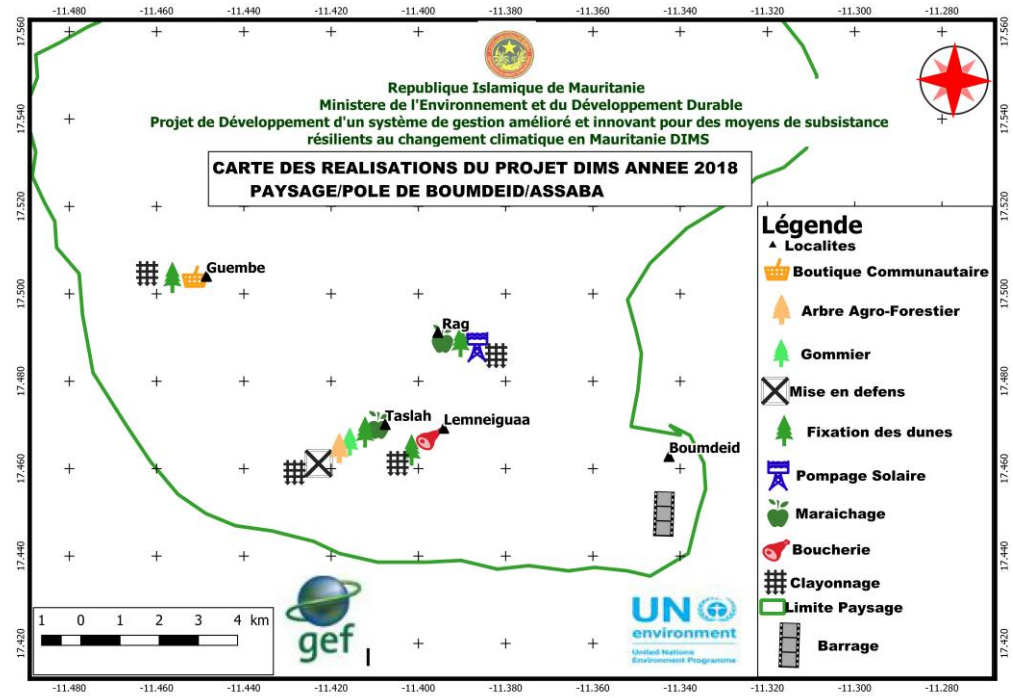 -11.480 -11.460 -11.440 -11.420 -11.400 -11.380 -11.360 -11.340 -11.320 -11.300 -11.280
17.560 17.560
17.540 17.540
17.520 17.520
17.500 17.500
17.480 17.480
17.460 17.460
17.440 17.440
17.420 17.420
Republique Islamique de Mauritanie
Ministere de l'Environnement et du Développement Durable
Projet de Développement d'un système de gestion amélioré et innovant pour des moyens de subsistance
résilients au changement climatique en Mauritanie DIMS
CARTE DES REALISATIONS DU PROJET DIMS ANNEE 2018
PAYSAGE/POLE DE BOUMDEID/ASSABA
Guembe
Rag
Taslah
Lemneiguaa
Boumdeid
Légende
Localites
Boutique Communautaire
Arbre Agro-Forestier
Gommier
Mise en defens
Fixation des dunes
Pompage Solaire
Maraichage
Boucherie
Clayonnage
Limite Paysage
Barrage
1 0 1 2 3 4 km
gef
I
UN
environment
United Nations
Environment Programme
-11.480 -11.460 -11.440 -11.420 -11.400 -11.380 -11.360 -11.340 -11.320 -11.300 -11.280